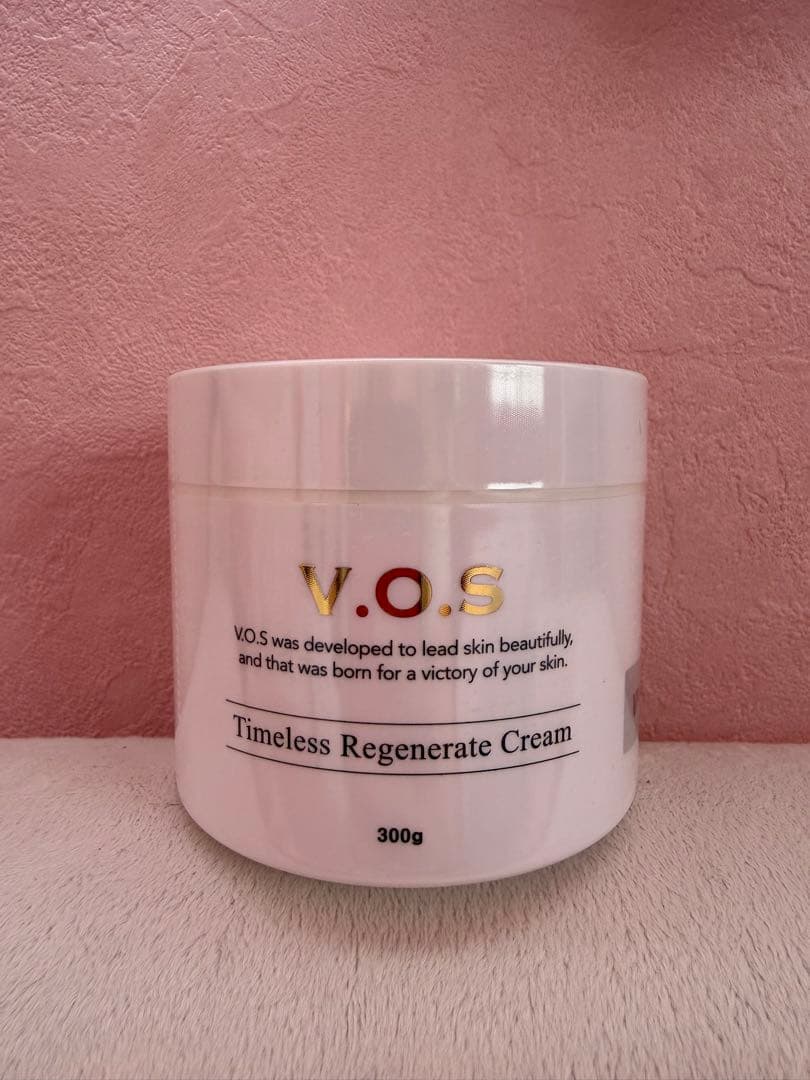 V.O.S
V.O.S was developed to lead skin beautifully,
and that was born for a victory of your skin.
Timeless Regenerate Cream
300g